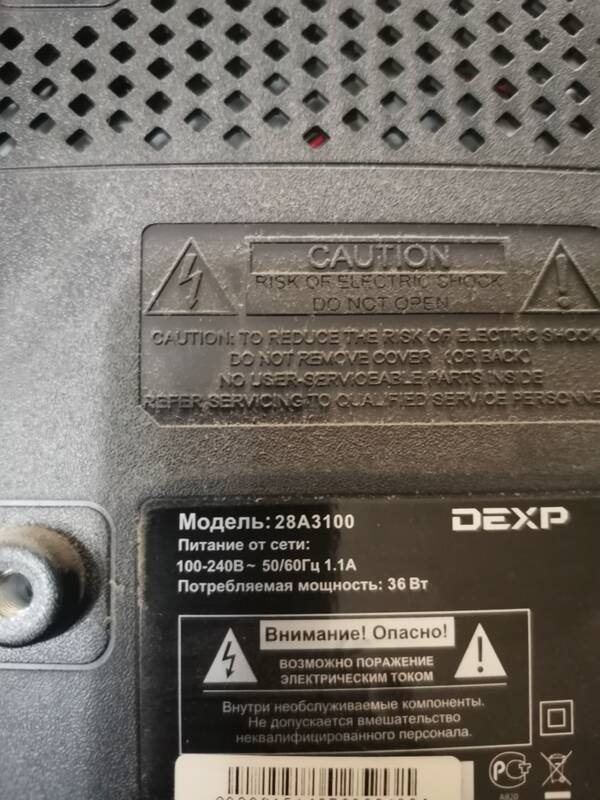 CAUTION
RISK OF ELECTRIC SHOCK
DO NOT OPEN
CAUTION: TO REDUCE THE RISK OF ELECTRIC SHOCK
DO NOT REMOVE COVER (OR BACK)
NO USER-SERVICEABLE PARTS INSIDE
REFER SERVICING TO QUALIFIED SERVICE PERSONNE
Модель: 28A3100
DEXP
Питание от сети:
100-240В~ 50/60Гц 1.1А
Потребляемая мощность: 36 Вт
Внимание! Опасно!
ВОЗМОЖНО ПОРАЖЕНИЕ
ЭЛЕКТРИЧЕСКИМ ТОКОМ
Внутри необслуживаемые компоненты.
Не допускается вмешательство
неквалифицированного персонала.